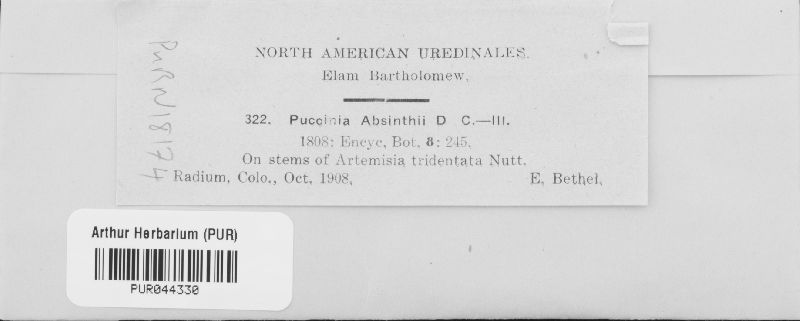 NORTH AMERICAN UREDINALES.
Elam Bartholomew,
322. Puccinia Absinthii D C.—III.
1808: Encyc, Bot, 8: 245,
On stems of Artemisia tridentata Nutt.
Radium, Colo., Oct, 1908, E, Bethel,
PURN18174
Arthur Herbarium (PUR)
PUR044330